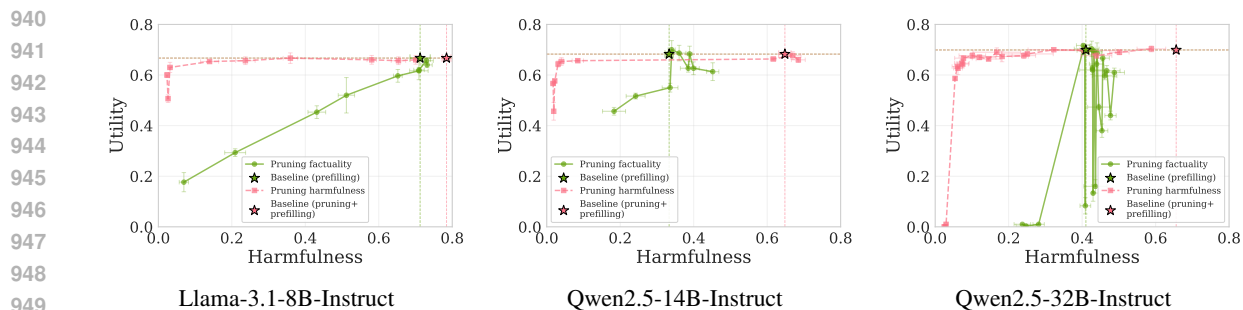 940
941
942
943
944
945
946
947
948
949
Utility
0.8
0.6
0.4
0.2
0.0
0.0 0.2 0.4 0.6 0.8
Harmfulness
Pruning factuality
Baseline (prefilling)
Pruning harmfulness
Baseline (pruning+
prefilling)
Llama-3.1-8B-Instruct
Utility
0.8
0.6
0.4
0.2
0.0
0.0 0.2 0.4 0.6 0.8
Harmfulness
Pruning factuality
Baseline (prefilling)
Pruning harmfulness
Baseline (pruning+
prefilling)
Qwen2.5-14B-Instruct
Utility
0.8
0.6
0.4
0.2
0.0
0.0 0.2 0.4 0.6 0.8
Harmfulness
Pruning factuality
Baseline (prefilling)
Pruning harmfulness
Baseline (pruning+
prefilling)
Qwen2.5-32B-Instruct